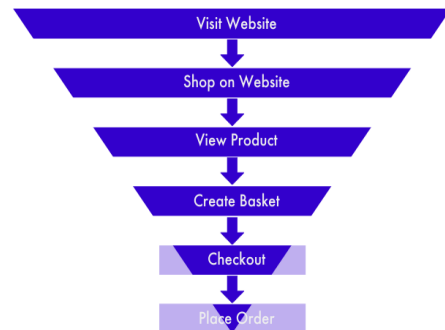 Visit Website
Shop on Website
View Product
Create Basket
Checkout
Place Order